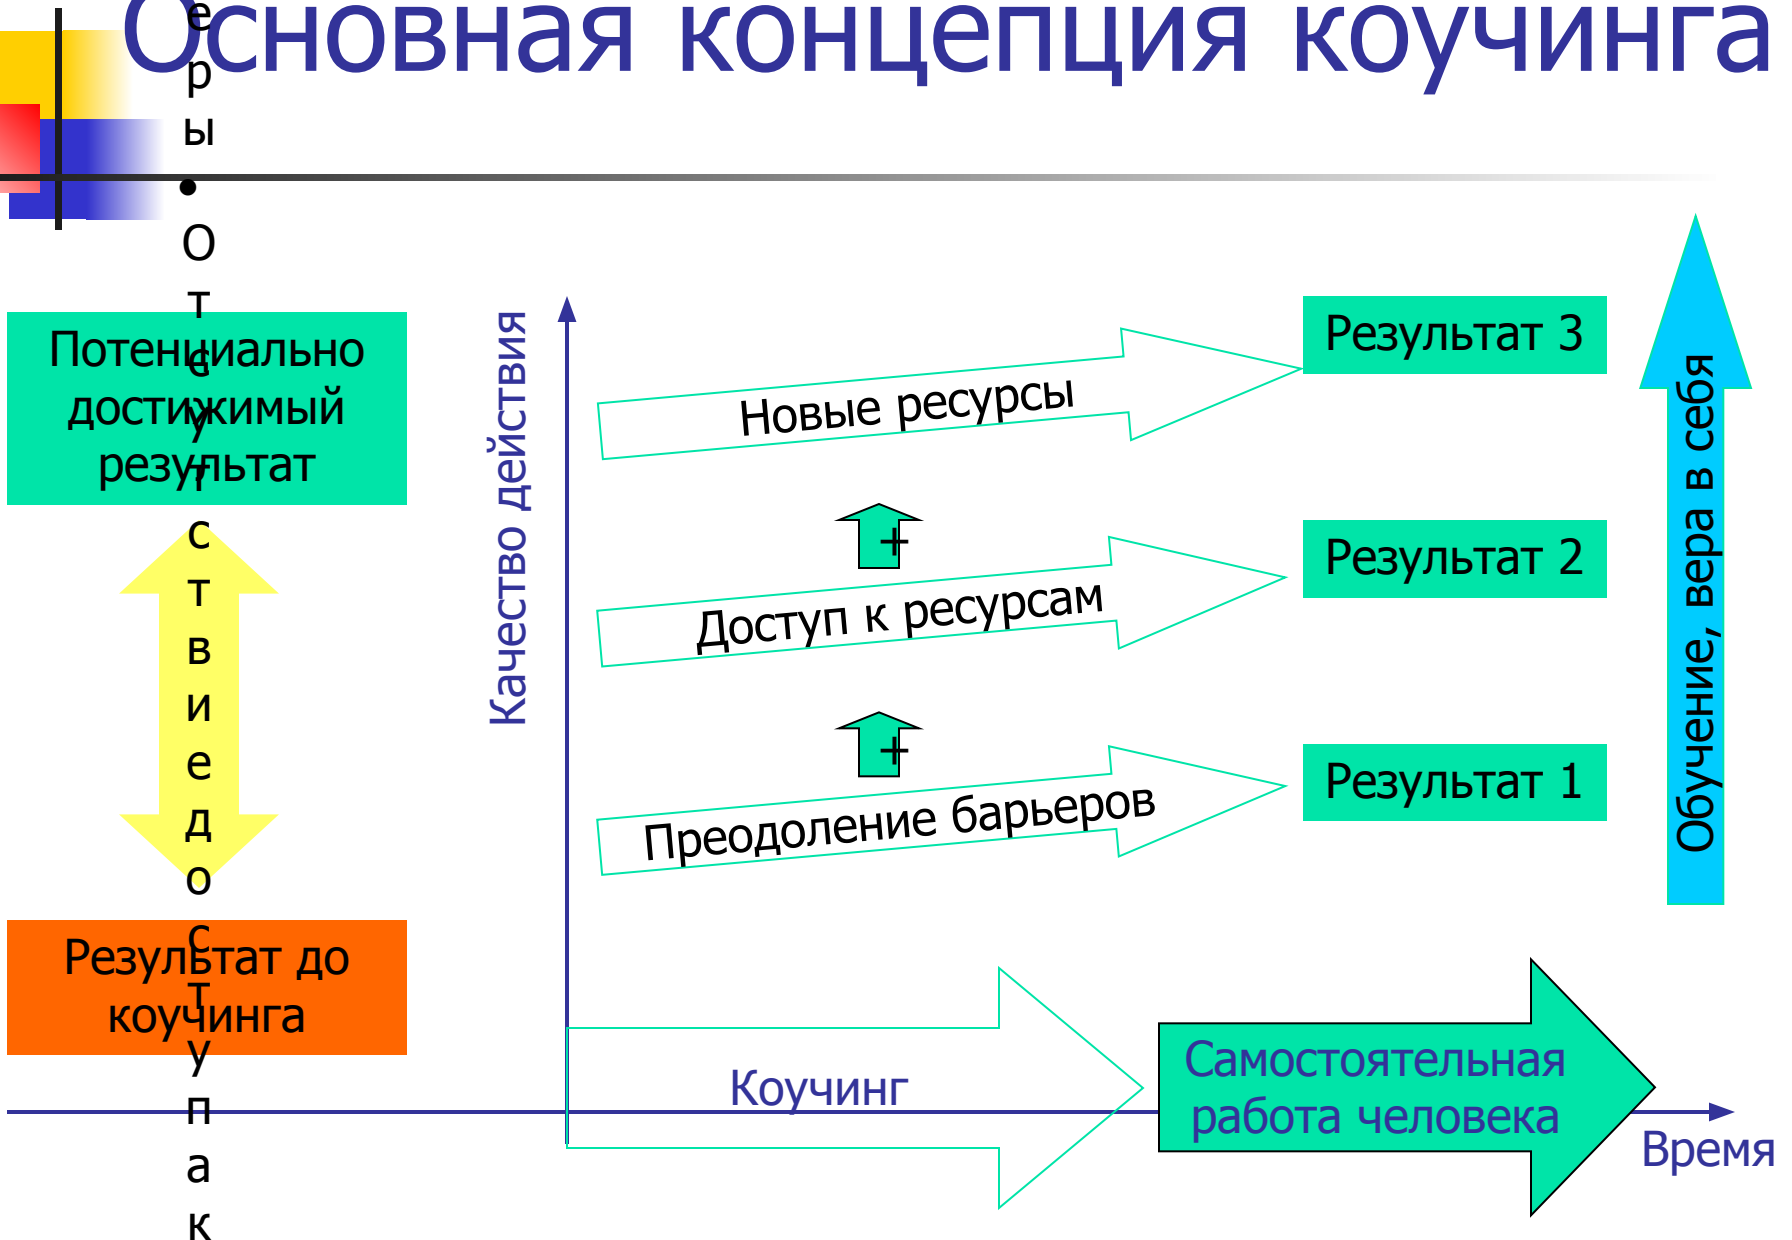 Основная концепция коучинга
е
р
ы
•
О
т
с
у
т
с
т
в
и
е
д
о
с
т
у
п
а
к
Потенциально
достижимый
результат
Результат до
коучинга
Качество действия
Новые ресурсы
+
Доступ к ресурсам
+
Преодоление барьеров
Результат 3
Результат 2
Результат 1
Обучение, вера в себя
Коучинг
Самостоятельная
работа человека
Время